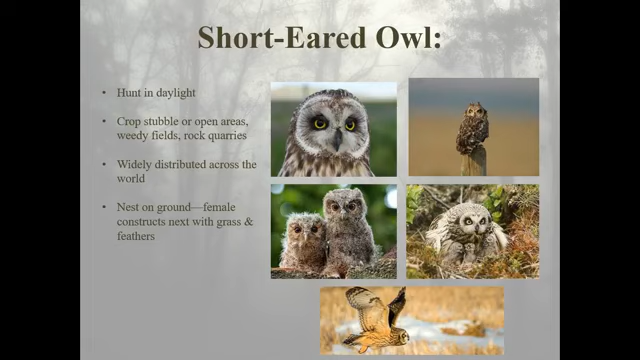 Short-Eared Owl:
• Hunt in daylight
• Crop stubble or open areas,
weedy fields, rock quarries
• Widely distributed across the
world
• Nest on ground—female
constructs next with grass &
feathers